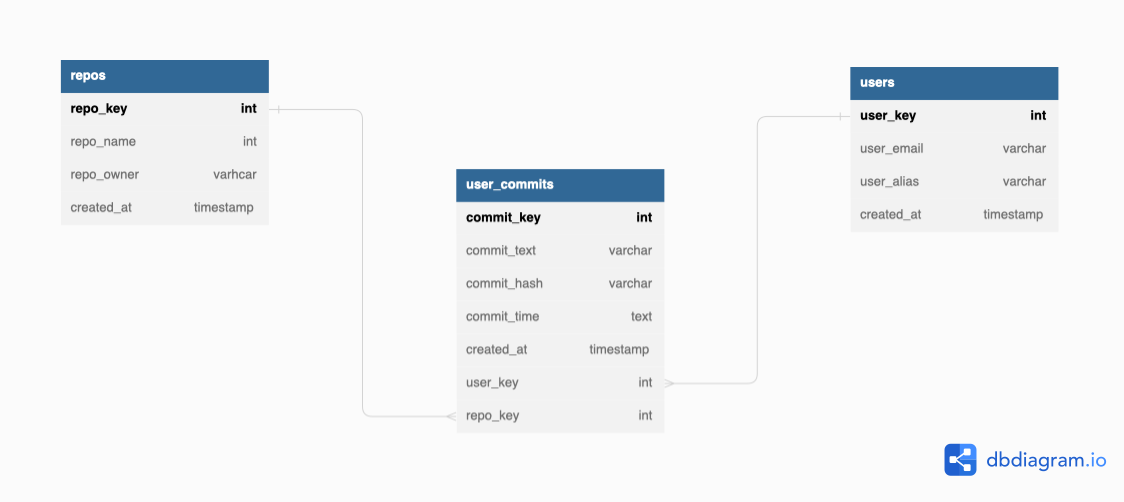 repos
repo_key int
repo_name int
repo_owner varhcar
created_at timestamp
user_commits
commit_key int
commit_text varchar
commit_hash varchar
commit_time text
created_at timestamp
user_key int
repo_key int
users
user_key int
user_email varchar
user_alias varchar
created_at timestamp
dbdiagram.io